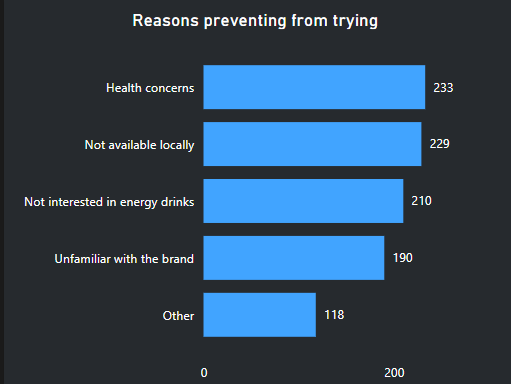 Reasons preventing from trying
Health concerns 233
Not available locally 229
Not interested in energy drinks 210
Unfamiliar with the brand 190
Other 118
0 200